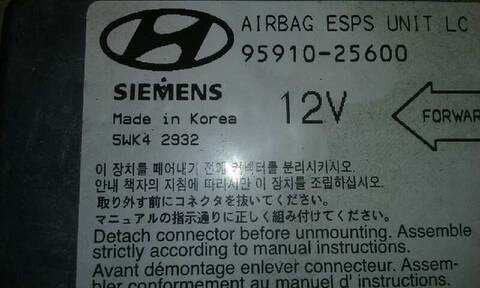 AIRBAG ESPS UNIT LC
95910-25600
SIEMENS
Made in Korea
5WK4 2932
12V
FORWAR
이 장치를 떼어내기 전에 커넥터를 분리시키시오.
안내 책자의 지침에 따라서만 이 장치를 조립하십시오.
取り外す前にコネクタを抜いてください。
マニュアルの指示通りに正しく組み付けてください。
Detach connector before unmounting. Assemble
strictly according to manual instructions.
Avant démontage enlever connecteur. Assem-
bler conformement au manuel d' instructions.